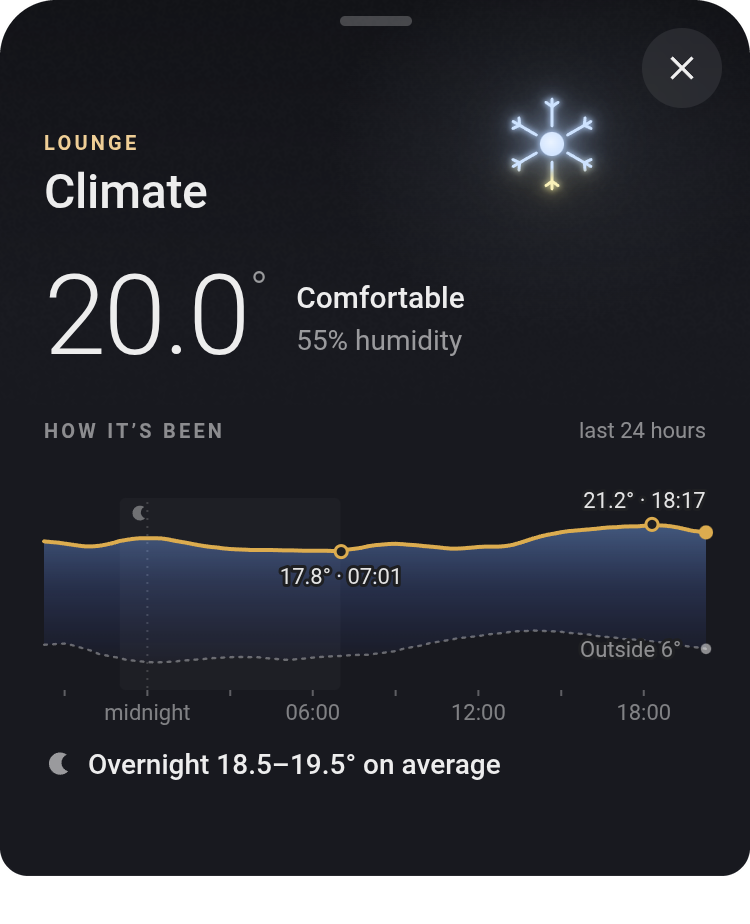 LOUNGE
Climate
20.0°
Comfortable
55% humidity
HOW IT’S BEEN
last 24 hours
21.2° · 18:17
17.8° · 07:01
Outside 6°
midnight 06:00 12:00 18:00
Overnight 18.5–19.5° on average